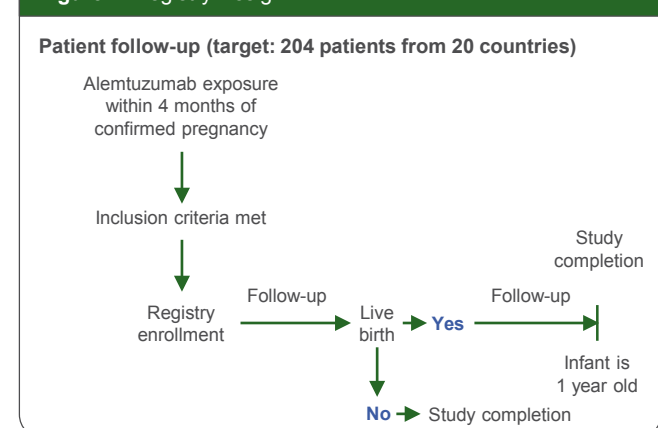 Patient follow-up (target: 204 patients from 20 countries)
Alemtuzumab exposure
within 4 months of
confirmed pregnancy
Inclusion criteria met
Registry
enrollment
Follow-up
Live
birth
Yes
Follow-up
Study
completion
Infant is
1 year old
No
Study completion